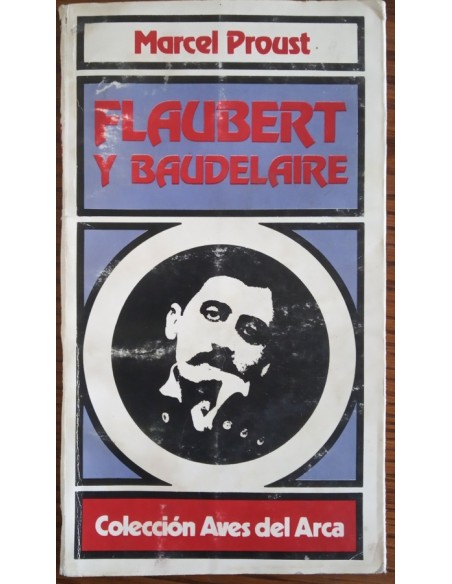 Marcel Proust
FLAUBERT
Y BAUDELAIRE
Colección Aves del Arca